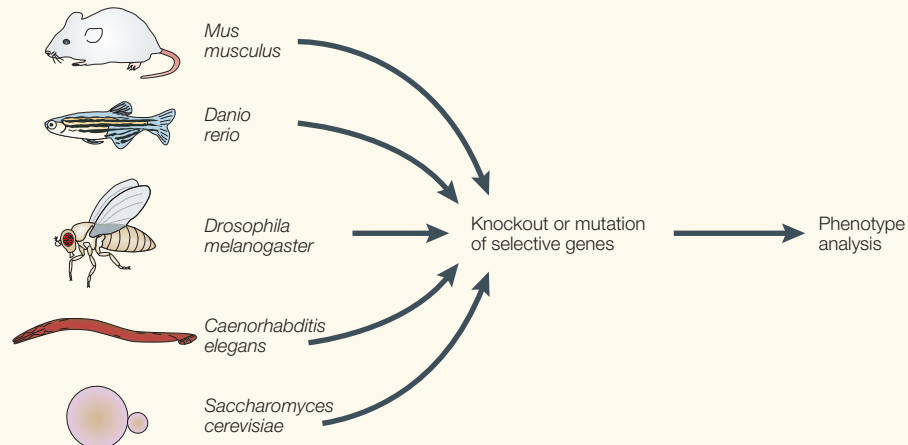 Mus
musculus
Danio
rerio
Drosophila
melanogaster
Knockout or mutation
of selective genes
Phenotype
analysis
Caenorhabditis
elegans
Saccharomyces
cerevisiae